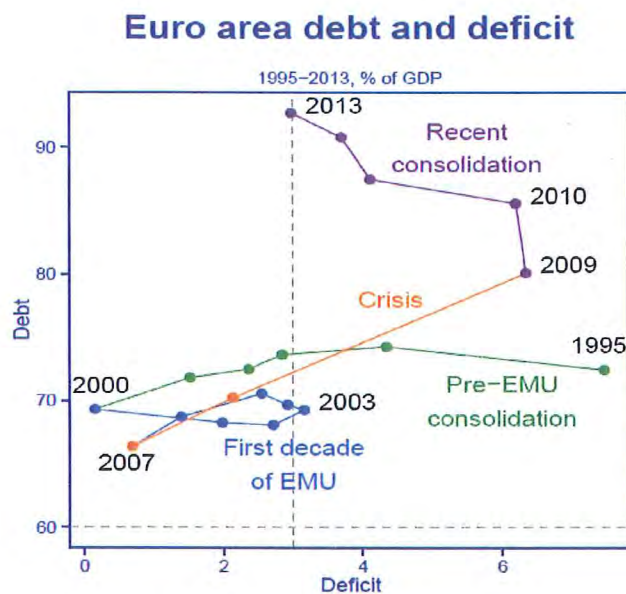 Euro area debt and deficit
1995-2013, % of GDP
2013
Recent
consolidation
90
2010
2009
80
Crisis
1995
Debt
2000
Pre-EMU
consolidation
70
2003
First decade
of EMU
2007
60
0
2
4
6
Deficit